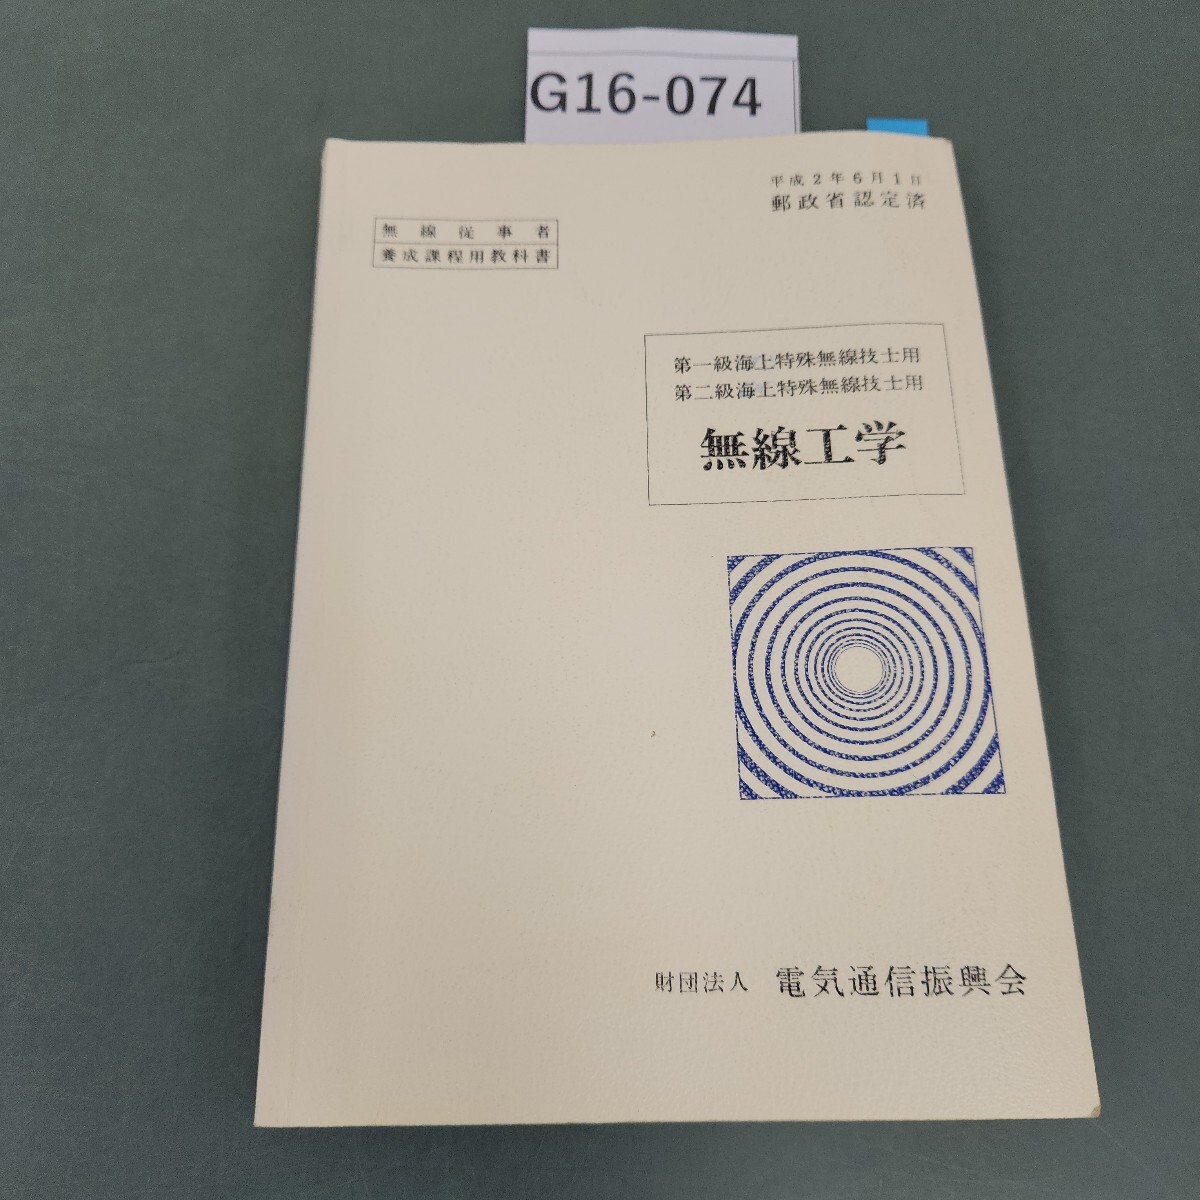 G16-074
平成2年6月1日
郵政省認定済
無線従事者
養成課程用教科書
第一級海上特殊無線技士用
第二級海上特殊無線技士用
無線工学
財団法人 電気通信振興会